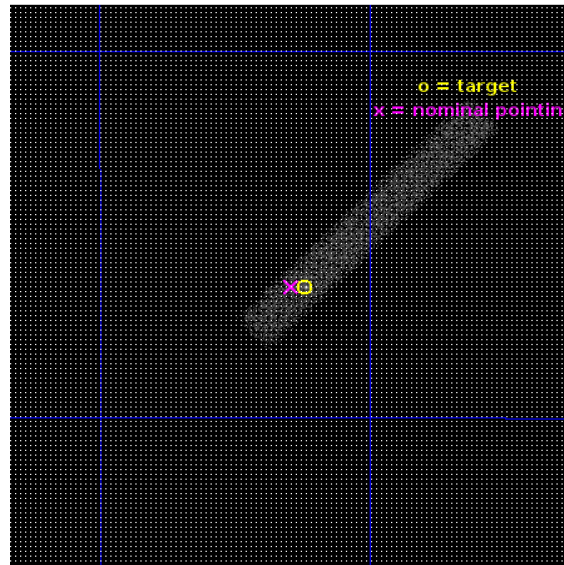 o = target
x = nominal pointin